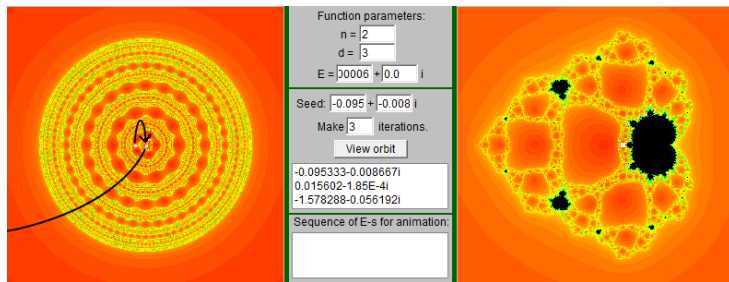 Function parameters:
n = 2
d = 3
E = 00006 + 0.0 i
Seed: -0.095 + -0.008 i
Make 3 iterations.
View orbit
-0.095333-0.008667i
0.015602-1.85E-4i
-1.578288-0.056192i
Sequence of E-s for animation: